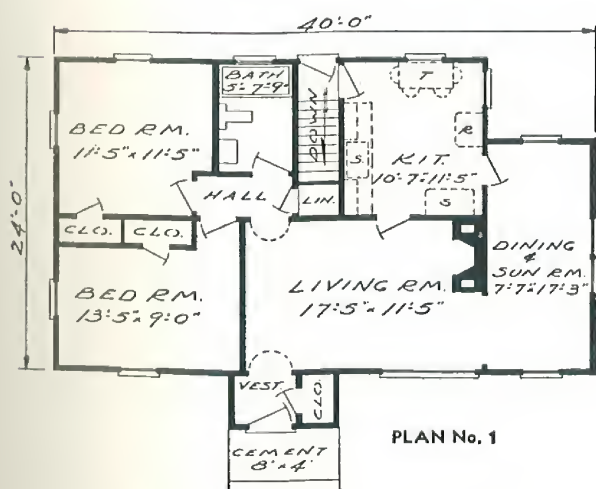 40'-0"
24'-0"
BED RM.
11'-5" x 11'-5"
BATH
5'-7'-9"
DOWN
T
R
S
KIT.
10'-7'-11'-5"
S
HALL
LIN.
CLO.
CLO.
DINING
&
SUN RM.
7'-7" x 17'-3"
BED RM.
13'-5" x 9'-0"
LIVING RM.
17'-5" x 11'-5"
VEST.
CLO.
CEMENT
8' x 4'
PLAN No. 1